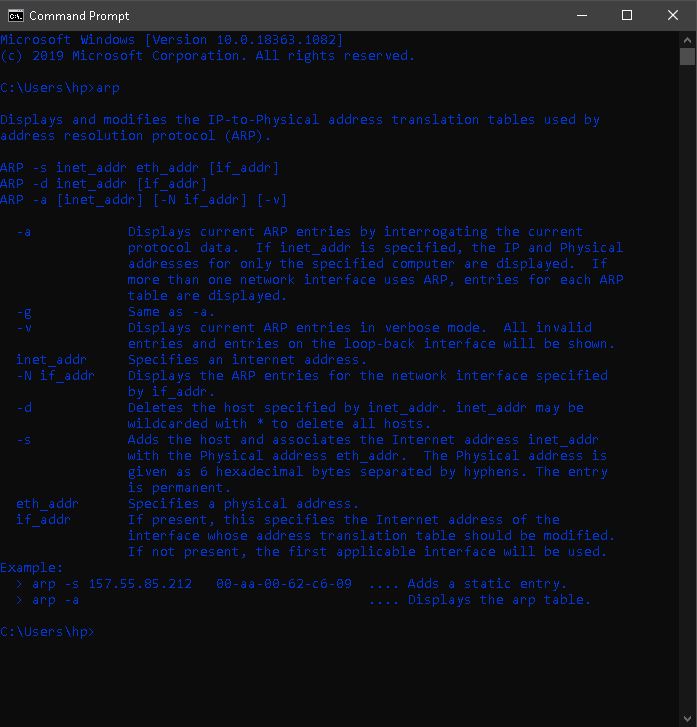 Command Prompt
Microsoft Windows [Version 10.0.18363.1082]
(c) 2019 Microsoft Corporation. All rights reserved.
C:\Users\hp>arp
Displays and modifies the IP-to-Physical address translation tables used by
address resolution protocol (ARP).
ARP -s inet_addr eth_addr [if_addr]
ARP -d inet_addr [if_addr]
ARP -a [inet_addr] [-N if_addr] [-v]
  -a            Displays current ARP entries by interrogating the current
                protocol data.  If inet_addr is specified, the IP and Physical
                addresses for only the specified computer are displayed.  If
                more than one network interface uses ARP, entries for each ARP
                table are displayed.
  -g            Same as -a.
  -v            Displays current ARP entries in verbose mode.  All invalid
                entries and entries on the loop-back interface will be shown.
  inet_addr     Specifies an internet address.
  -N if_addr    Displays the ARP entries for the network interface specified
                by if_addr.
  -d            Deletes the host specified by inet_addr. inet_addr may be
                wildcarded with * to delete all hosts.
  -s            Adds the host and associates the Internet address inet_addr
                with the Physical address eth_addr.  The Physical address is
                given as 6 hexadecimal bytes separated by hyphens. The entry
                is permanent.
  eth_addr      Specifies a physical address.
  if_addr       If present, this specifies the Internet address of the
                interface whose address translation table should be modified.
                If not present, the first applicable interface will be used.
Example:
  > arp -s 157.55.85.212   00-aa-00-62-c6-09  .... Adds a static entry.
  > arp -a                                    .... Displays the arp table.
C:\Users\hp>